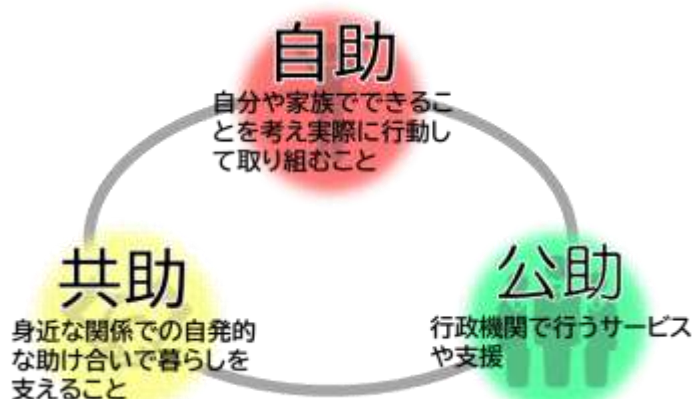 自助
自分や家族でできるこ
とを考え実際に行動し
て取り組むこと
共助
身近な関係での自発的
な助け合いで暮らしを
支えること
公助
行政機関で行うサービス
や支援